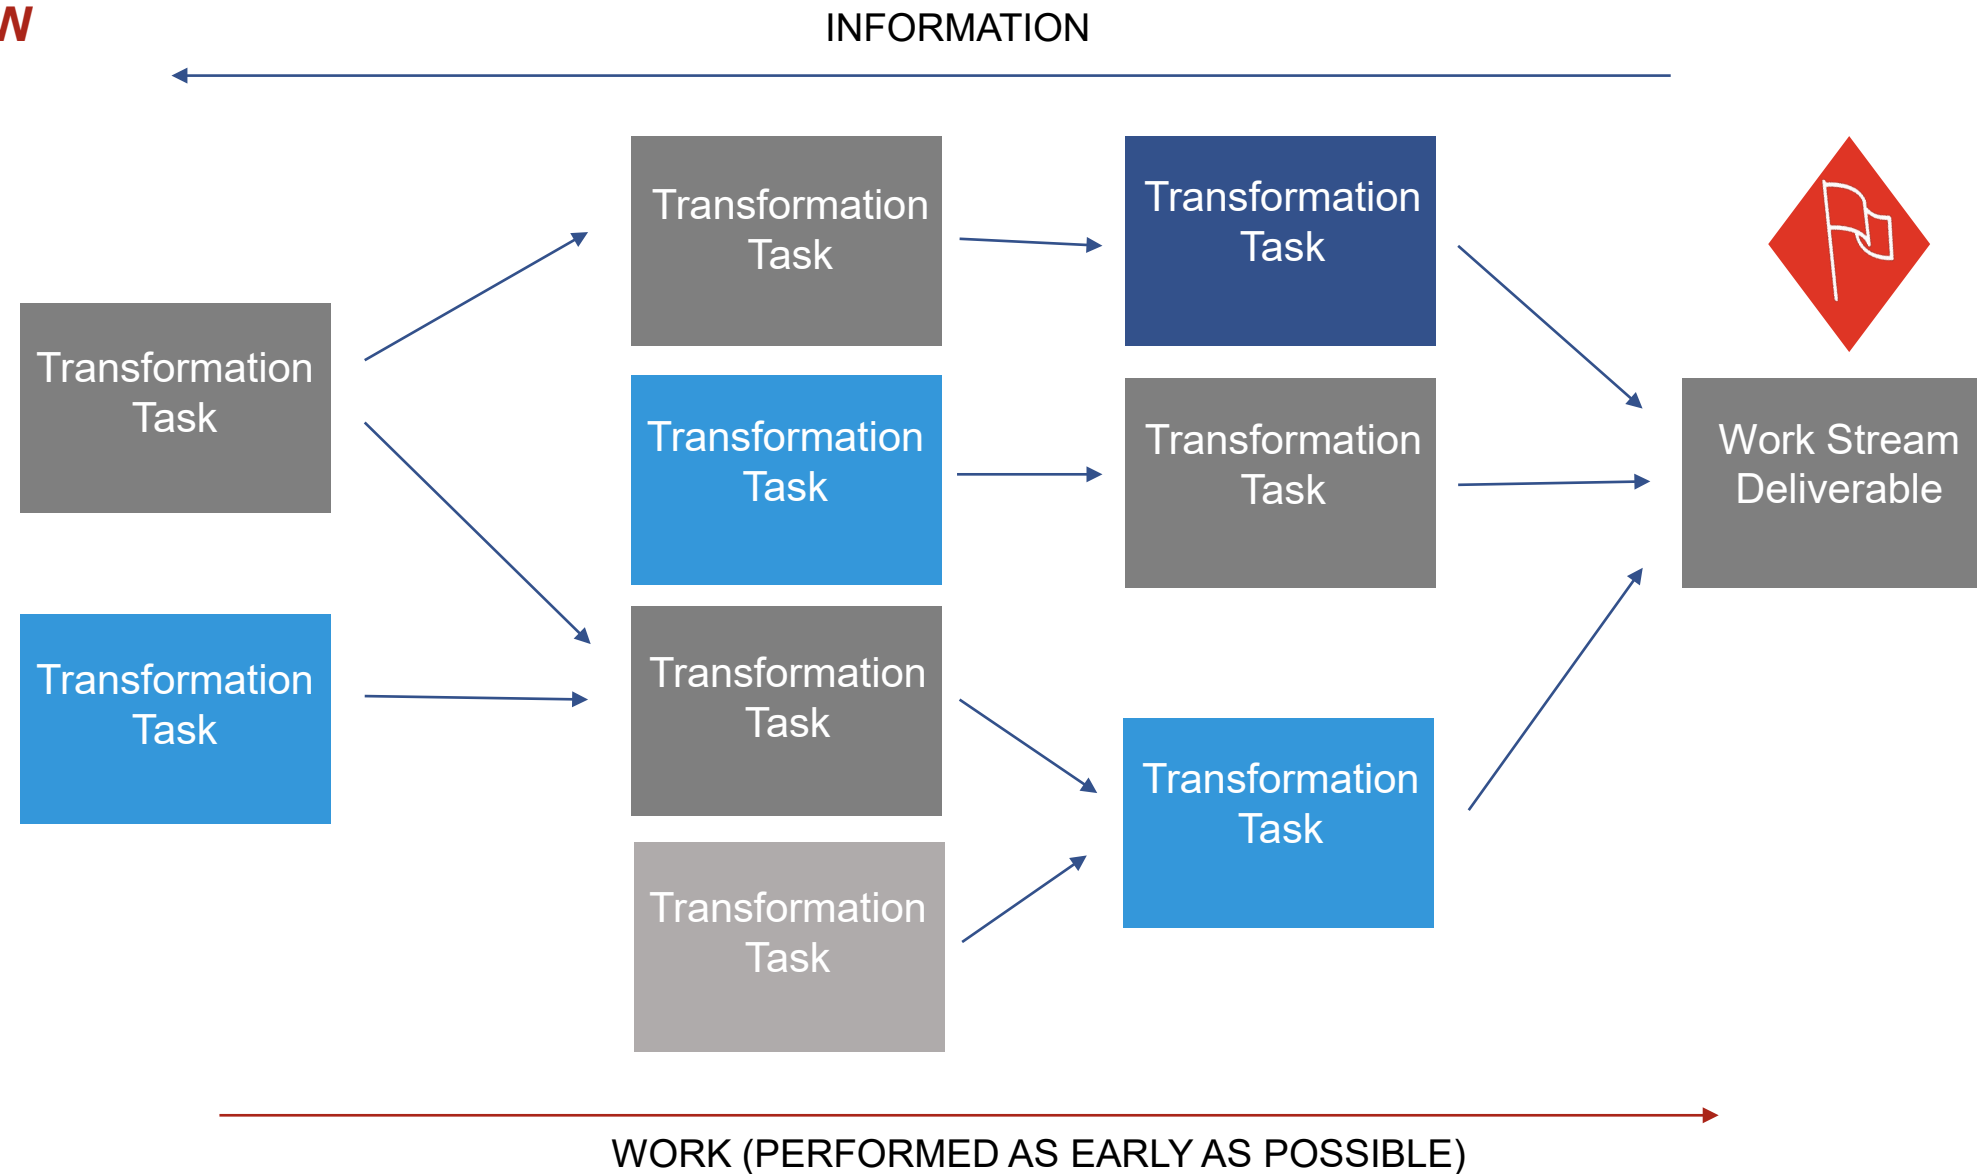 W
INFORMATION
Transformation
Task
Transformation
Task
Transformation
Task
Transformation
Task
Transformation
Task
Transformation
Task
Transformation
Task
Transformation
Task
Transformation
Task
Work Stream
Deliverable
WORK (PERFORMED AS EARLY AS POSSIBLE)